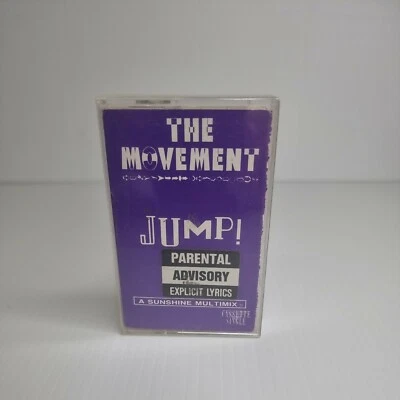 THE
MOVEMENT
JUMP!
PARENTAL
ADVISORY
EXPLICIT LYRICS
A SUNSHINE MULTIMIX
CASSETTE
SINGLE